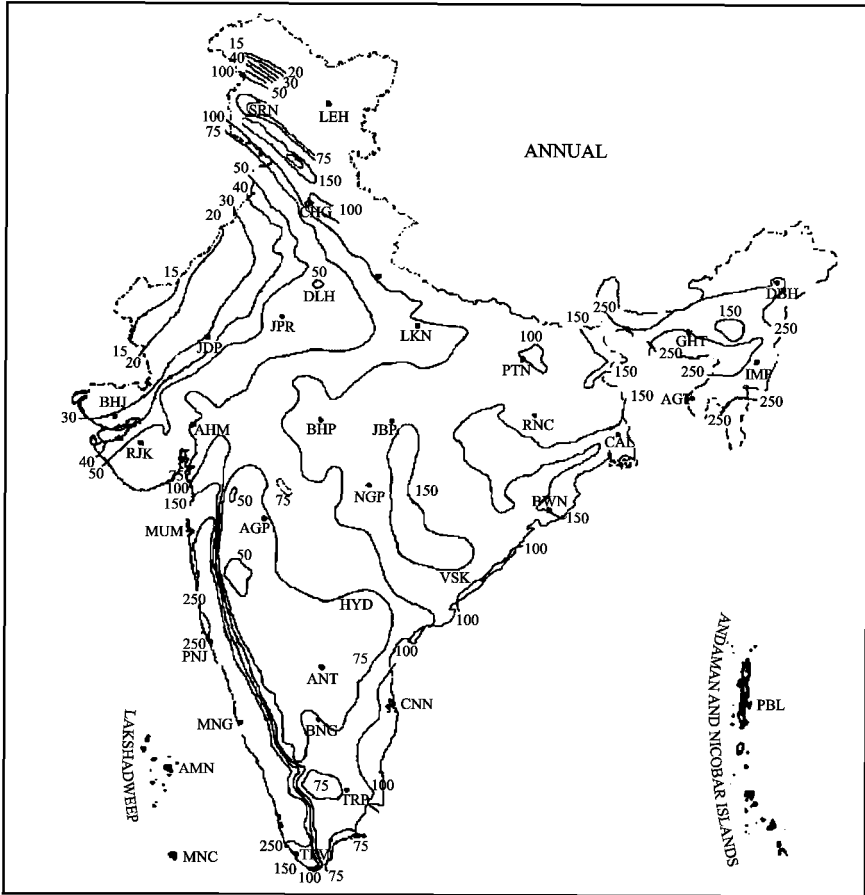 15
40
100
20
30
50
SRN
LEH
100
75
75
150
ANNUAL
50
40
30
20
CHG
100
15
50
DLH
250
DBH
150
150
250
JPR
LKN
GHT
100
15
20
JDP
PTN
250
150
250
IMP
BHJ
30
150
250
250
AHM
BHP
JBP
RNC
CAL
RJK
40
50
75
100
150
50
75
NGP
150
BWN
150
MUM
AGP
100
50
VSK
250
HYD
100
100
250
PNJ
75
ANT
CNN
PBL
MNG
BNG
LAKSHADWEEP
AMN
75
TRP
100
ANDAMAN AND NICOBAR ISLANDS
250
TRV
75
MNC
150
100
75